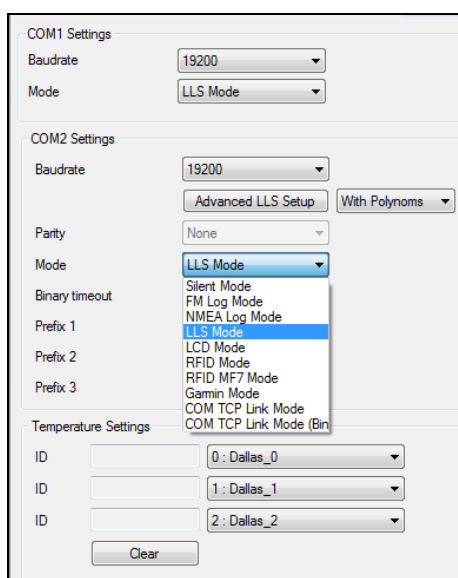 COM1 Settings
Baudrate 19200
Mode LLS Mode
COM2 Settings
Baudrate 19200
Advanced LLS Setup With Polynoms
Parity None
Mode LLS Mode
Binary timeout
Prefix 1
Prefix 2
Prefix 3
Silent Mode
FM Log Mode
NMEA Log Mode
LLS Mode
LCD Mode
RFID Mode
RFID MF7 Mode
Garmin Mode
COM TCP Link Mode
COM TCP Link Mode (Bin
Temperature Settings
ID 0 : Dallas_0
ID 1 : Dallas_1
ID 2 : Dallas_2
Clear